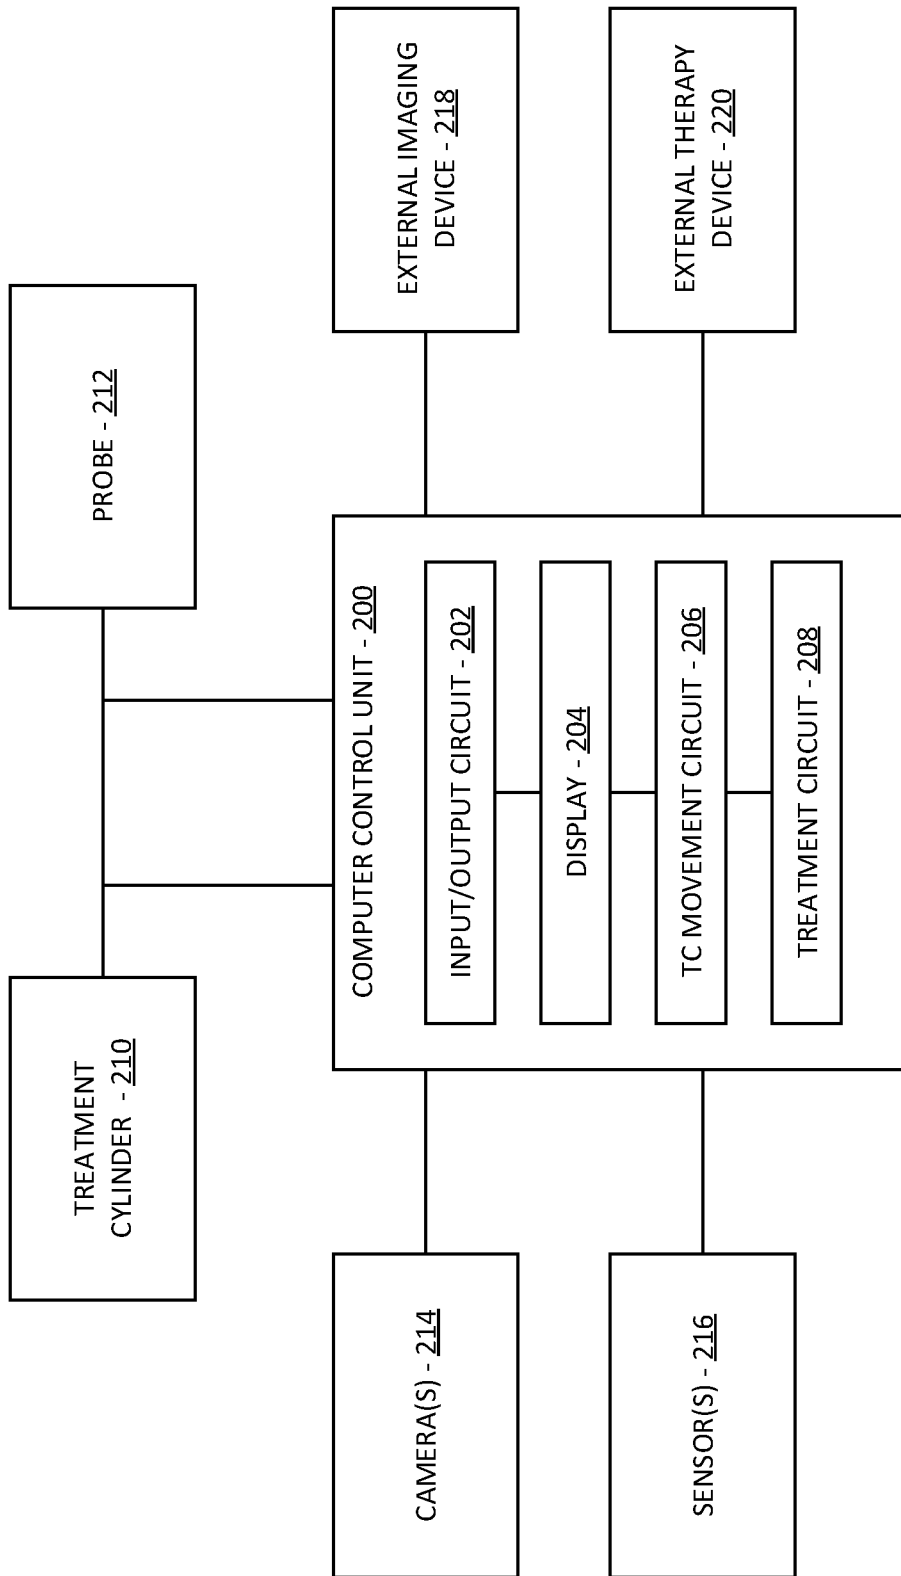 TREATMENT
CYLINDER - 210
PROBE - 212
CAMERA(S) - 214
COMPUTER CONTROL UNIT - 200
INPUT/OUTPUT CIRCUIT - 202
DISPLAY - 204
TC MOVEMENT CIRCUIT - 206
TREATMENT CIRCUIT - 208
EXTERNAL IMAGING
DEVICE - 218
SENSOR(S) - 216
EXTERNAL THERAPY
DEVICE - 220